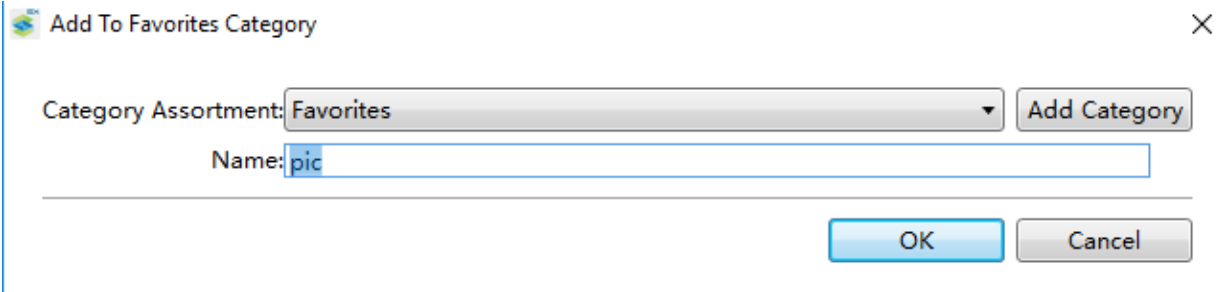 Add To Favorites Category
Category Assortment: Favorites Add Category
Name: pic
OK Cancel